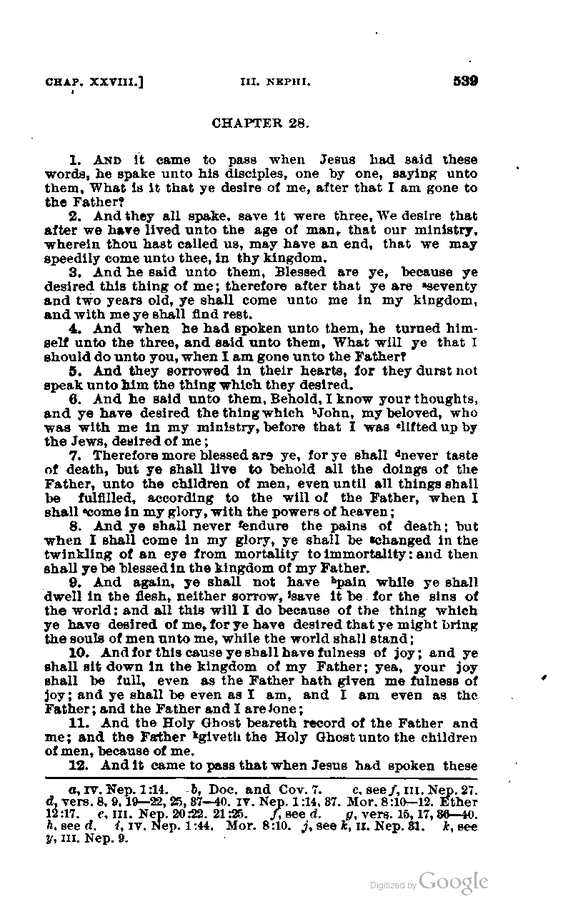 CHAP. XXVIII.] III. NEPHI. 539
CHAPTER 28.
1. AND it came to pass when Jesus had said these
words, he spake unto his disciples, one by one, saying unto
them, What is it that ye desire of me, after that I am gone to
the Father?
2. And they all spake, save it were three, We desire that
after we have lived unto the age of man, that our ministry,
wherein thou hast called us, may have an end, that we may
speedily come unto thee, in thy kingdom.
3. And he said unto them, Blessed are ye, because ye
desired this thing of me; therefore after that ye are ᵃseventy
and two years old, ye shall come unto me in my kingdom,
and with me ye shall find rest.
4. And when he had spoken unto them, he turned him-
self unto the three, and said unto them, What will ye that I
should do unto you, when I am gone unto the Father?
5. And they sorrowed in their hearts, for they durst not
speak unto him the thing which they desired.
6. And he said unto them, Behold, I know your thoughts,
and ye have desired the thing which ᵇJohn, my beloved, who
was with me in my ministry, before that I was ᶜlifted up by
the Jews, desired of me;
7. Therefore more blessed are ye, for ye shall ᵈnever taste
of death, but ye shall live to behold all the doings of the
Father, unto the children of men, even until all things shall
be fulfilled, according to the will of the Father, when I
shall ᵉcome in my glory, with the powers of heaven;
8. And ye shall never ᶠendure the pains of death; but
when I shall come in my glory, ye shall be ᵍchanged in the
twinkling of an eye from mortality to immortality: and then
shall ye be blessed in the kingdom of my Father.
9. And again, ye shall not have ʰpain while ye shall
dwell in the flesh, neither sorrow, ⁱsave it be for the sins of
the world: and all this will I do because of the thing which
ye have desired of me, for ye have desired that ye might bring
the souls of men unto me, while the world shall stand;
10. And for this cause ye shall have fulness of joy; and ye
shall sit down in the kingdom of my Father; yea, your joy
shall be full, even as the Father hath given me fulness of
joy; and ye shall be even as I am, and I am even as the
Father; and the Father and I are ʲone;
11. And the Holy Ghost beareth record of the Father and
me; and the Father ᵏgiveth the Holy Ghost unto the children
of men, because of me.
12. And it came to pass that when Jesus had spoken these
a, IV. Nep. 1:14. b, Doc. and Cov. 7. c, see f, III. Nep. 27.
d, vers. 8, 9, 19—22, 25, 37—40. IV. Nep. 1:14, 37. Mor. 8:10—12. Ether
12:17. e, III. Nep. 20:22. 21:25. f, see d. g, vers. 15, 17, 36—40.
h, see d. i, IV. Nep. 1:44. Mor. 8:10. j, see k, II. Nep. 31. k, see
y, III. Nep. 9.
Digitized by Google